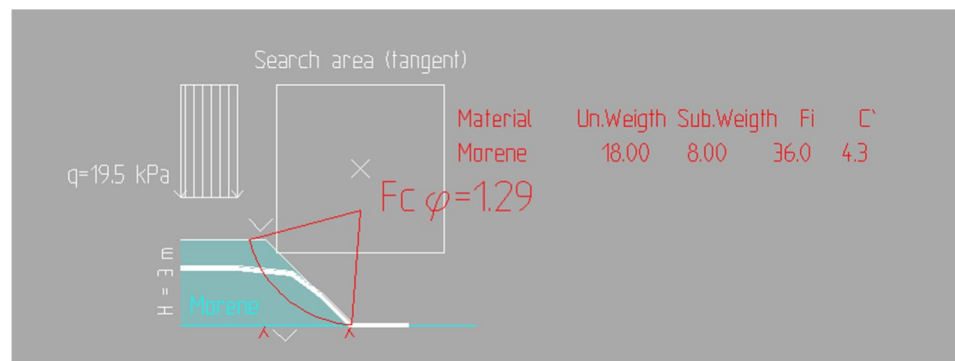 Search area (tangent)
Material Un.Weigth Sub.Weigth Fi C`
Morene 18.00 8.00 36.0 4.3
q=19.5 kPa
Fcφ=1.29
H = 3 m
Morene